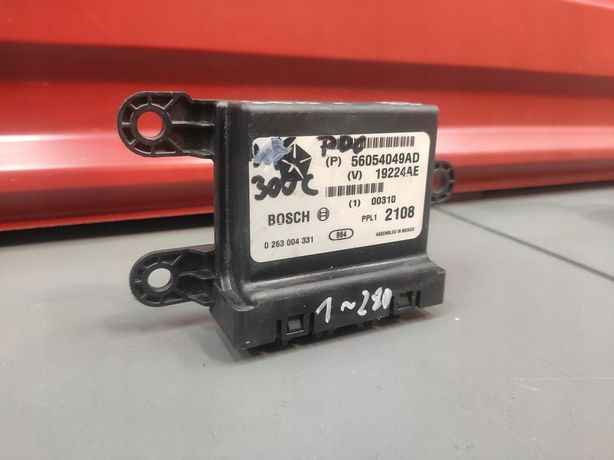 PDC
(P) 56054049AD
300C
(V) 19224AE
(1) 00310
BOSCH PPL1 2108
0 263 004 331 864 ASSEMBLED IN MEXICO
1~280